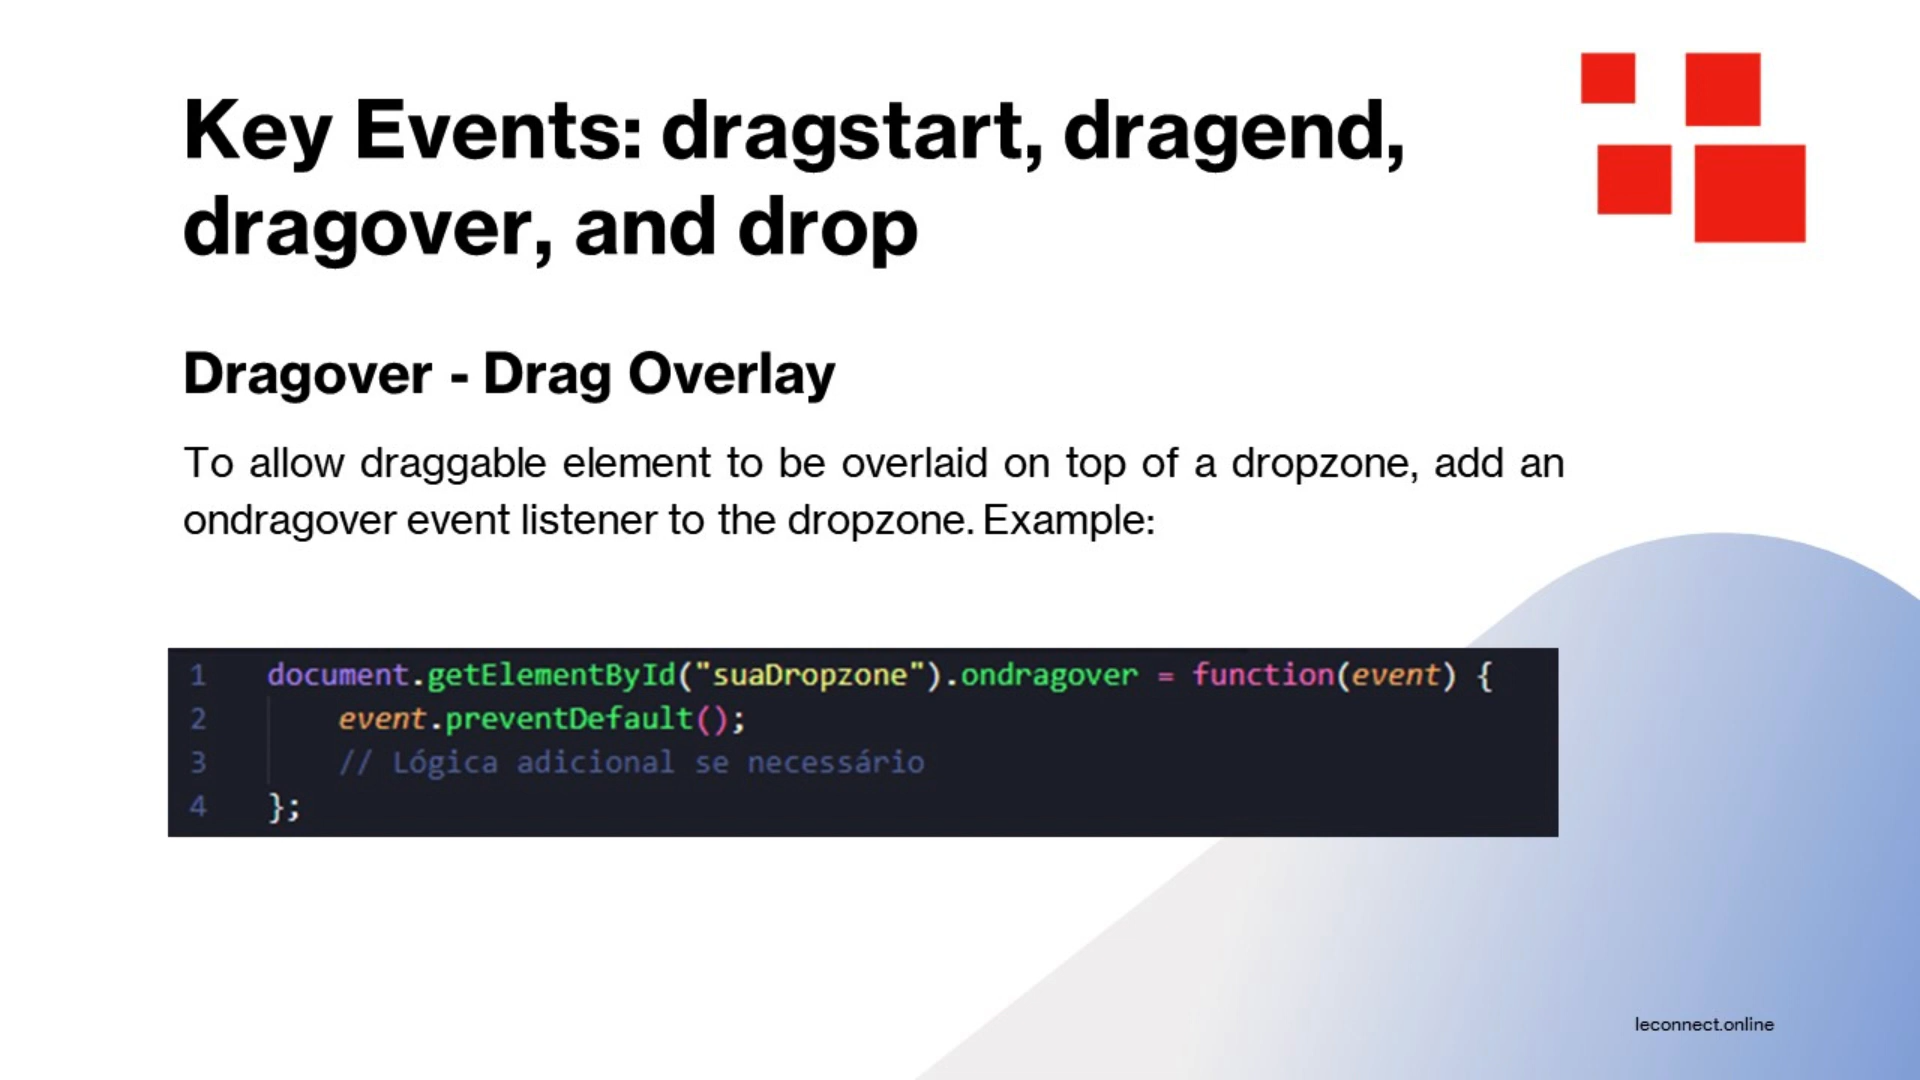 Key Events: dragstart, dragend,
dragover, and drop
Dragover - Drag Overlay
To allow draggable element to be overlaid on top of a dropzone, add an
ondragover event listener to the dropzone. Example:
1 document.getElementById("suaDropzone").ondragover = function(event) {
2 event.preventDefault();
3 // Lógica adicional se necessário
4 };
leconnect.online